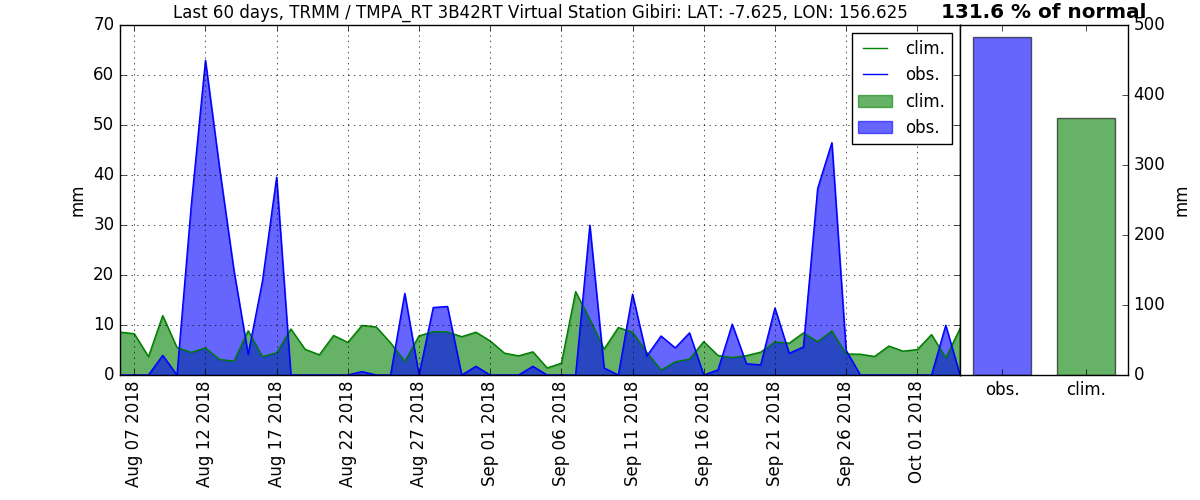 Last 60 days, TRMM / TMPA_RT 3B42RT Virtual Station Gibiri: LAT: -7.625, LON: 156.625
131.6 % of normal
70
60
50
40
30
20
10
0
mm
clim.
obs.
clim.
obs.
500
400
300
200
100
0
mm
obs.
clim.
Aug 07 2018
Aug 12 2018
Aug 17 2018
Aug 22 2018
Aug 27 2018
Sep 01 2018
Sep 06 2018
Sep 11 2018
Sep 16 2018
Sep 21 2018
Sep 26 2018
Oct 01 2018